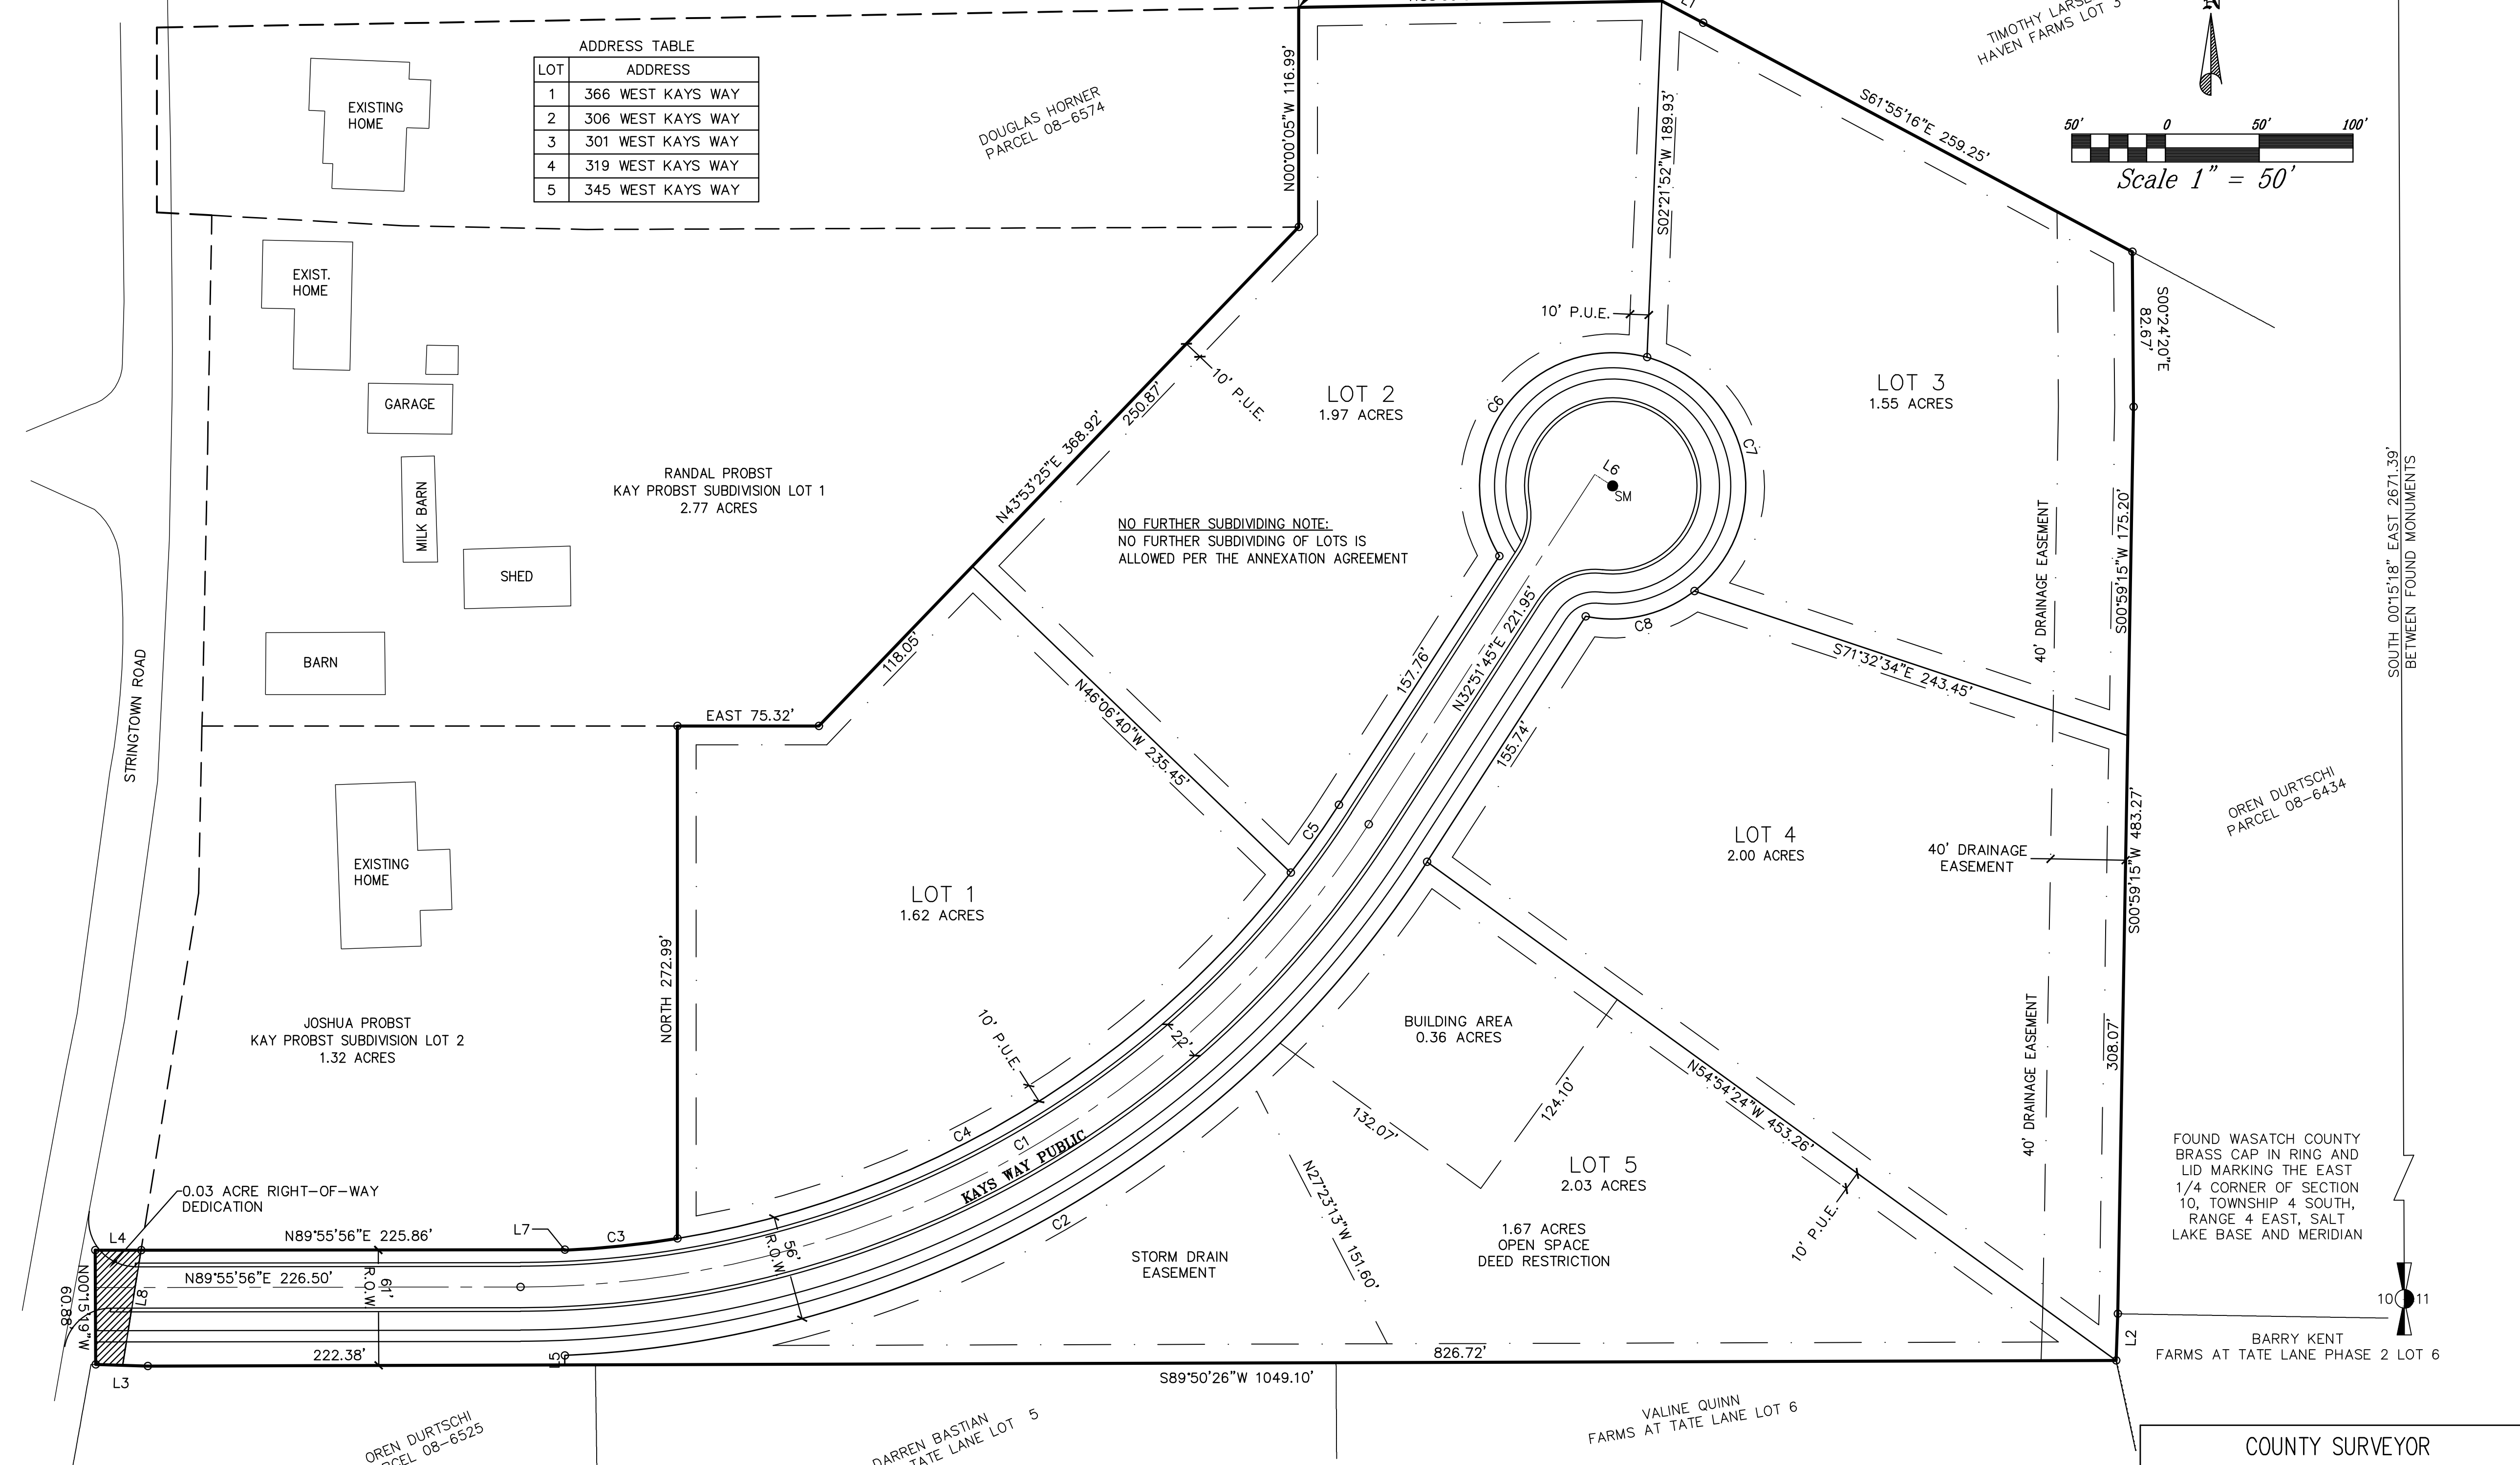 ADDRESS TABLE
LOT ADDRESS
1 366 WEST KAYS WAY
2 306 WEST KAYS WAY
3 301 WEST KAYS WAY
4 319 WEST KAYS WAY
5 345 WEST KAYS WAY
EXISTING
HOME
DOUGLAS HORNER
PARCEL 08-6574
N00°00'05"W 116.99'
L1
HAVEN FARMS LOT 3
N
50' 0 50' 100'
Scale 1" = 50'
S61°55'16"E 259.25'
S02°21'52"W 189.93'
S00°24'20"E
82.67'
EXIST.
HOME
GARAGE
MILK BARN
SHED
BARN
STRINGTOWN ROAD
RANDAL PROBST
KAY PROBST SUBDIVISION LOT 1
2.77 ACRES
N43°53'25"E 368.92'
250.87'
10' P.U.E.
118.05'
EAST 75.32'
10' P.U.E.
LOT 2
1.97 ACRES
C6
C7
L6
SM
C8
LOT 3
1.55 ACRES
NO FURTHER SUBDIVIDING NOTE:
NO FURTHER SUBDIVIDING OF LOTS IS
ALLOWED PER THE ANNEXATION AGREEMENT
40' DRAINAGE EASEMENT
S00°59'15"W 175.20'
SOUTH 00°15'18" EAST 2671.39'
BETWEEN FOUND MONUMENTS
157.76'
N32°51'45"E 221.95'
155.74'
S71°32'34"E 243.45'
N46°06'40"W 235.45'
C5
LOT 4
2.00 ACRES
40' DRAINAGE
EASEMENT
S00°59'15"W 483.27'
OREN DURTSCHI
PARCEL 08-6434
EXISTING
HOME
JOSHUA PROBST
KAY PROBST SUBDIVISION LOT 2
1.32 ACRES
NORTH 272.99'
LOT 1
1.62 ACRES
10' P.U.E.
22'
C4
C1
KAYS WAY PUBLIC
C2
BUILDING AREA
0.36 ACRES
132.07'
124.10'
N54°54'24"W 453.26'
40' DRAINAGE EASEMENT
308.07'
LOT 5
2.03 ACRES
1.67 ACRES
OPEN SPACE
DEED RESTRICTION
10' P.U.E.
N27°23'13"W 151.60'
STORM DRAIN
EASEMENT
FOUND WASATCH COUNTY
BRASS CAP IN RING AND
LID MARKING THE EAST
1/4 CORNER OF SECTION
10, TOWNSHIP 4 SOUTH,
RANGE 4 EAST, SALT
LAKE BASE AND MERIDIAN
10 11
0.03 ACRE RIGHT-OF-WAY
DEDICATION
L4
N89°55'56"E 225.86'
L7
C3
N89°55'56"E 226.50'
L8
61'
R.O.W.
56'
R.O.W.
N00°15'19"W
60.88'
222.38'
L5
L3
826.72'
S89°50'26"W 1049.10'
L2
BARRY KENT
FARMS AT TATE LANE PHASE 2 LOT 6
OREN DURTSCHI
08-6525
DARREN BASTIAN
TATE LANE LOT 5
VALINE QUINN
FARMS AT TATE LANE LOT 6
COUNTY SURVEYOR